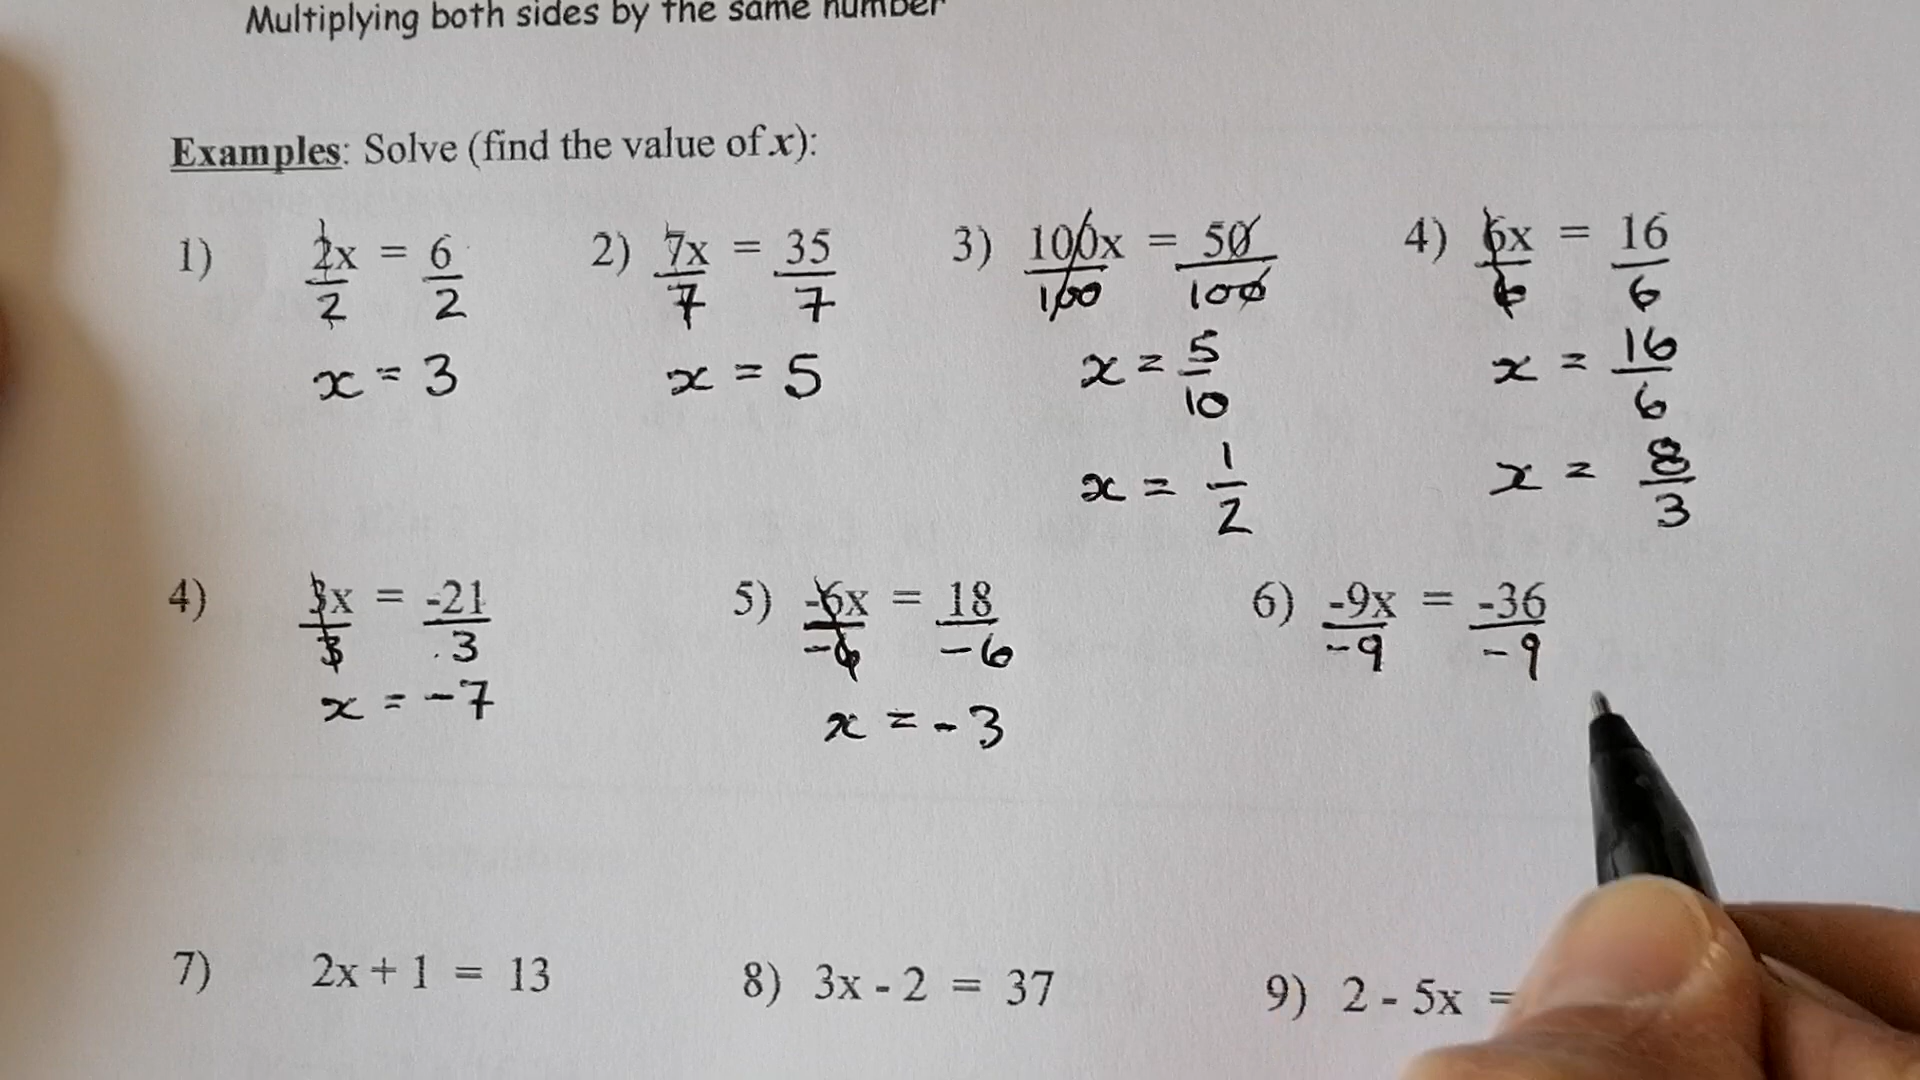 Multiplying both sides by the same number
Examples: Solve (find the value of x):
1) 2x = 6 2) 7x = 35 3) 100x = 50 4) 6x = 16
2 2 7 7 100 100 6 6
x = 3 x = 5 x = 5/10 x = 16/6
x = 1/2 x = 8/3
4) 3x = -21 5) -6x = 18 6) -9x = -36
3 3 -6 -6 -9 -9
x = -7 x = -3
7) 2x + 1 = 13 8) 3x - 2 = 37 9) 2 - 5x =